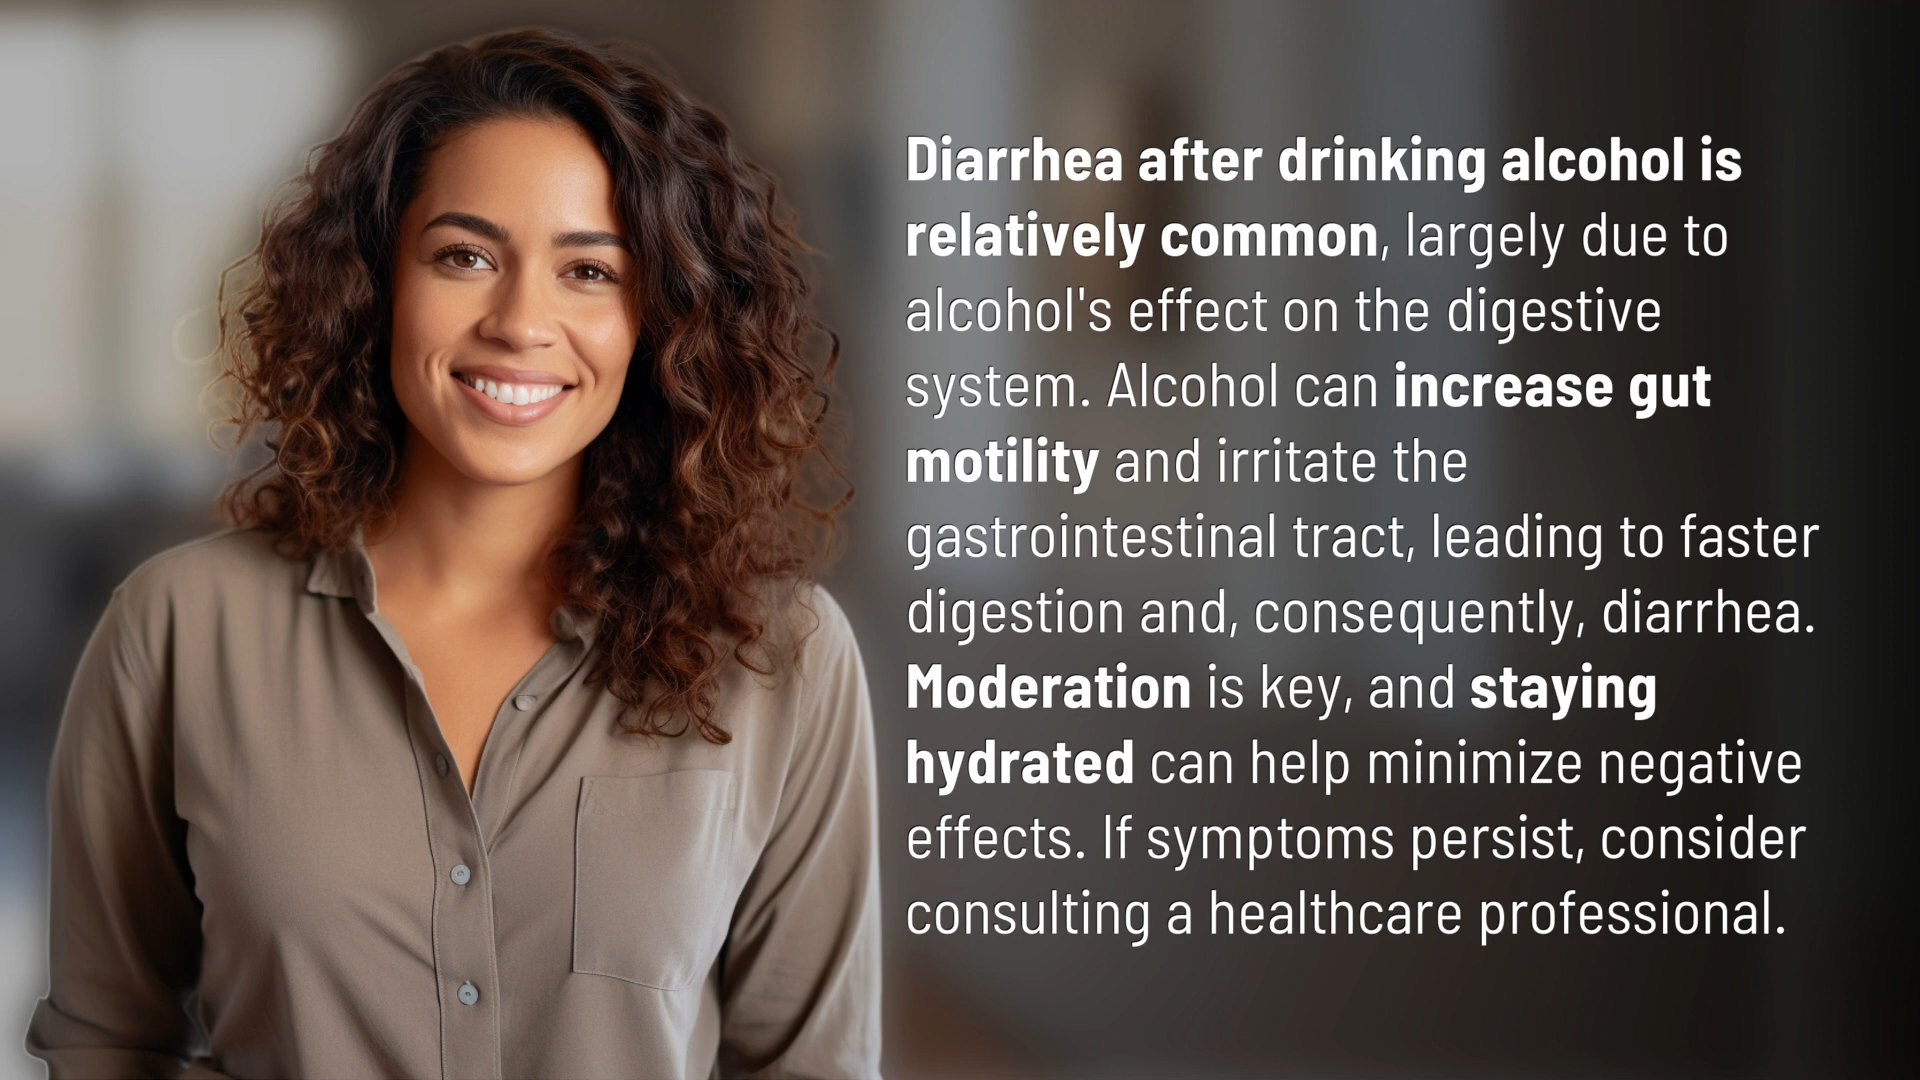 Diarrhea after drinking alcohol is
relatively common, largely due to
alcohol's effect on the digestive
system. Alcohol can increase gut
motility and irritate the
gastrointestinal tract, leading to faster
digestion and, consequently, diarrhea.
Moderation is key, and staying
hydrated can help minimize negative
effects. If symptoms persist, consider
consulting a healthcare professional.